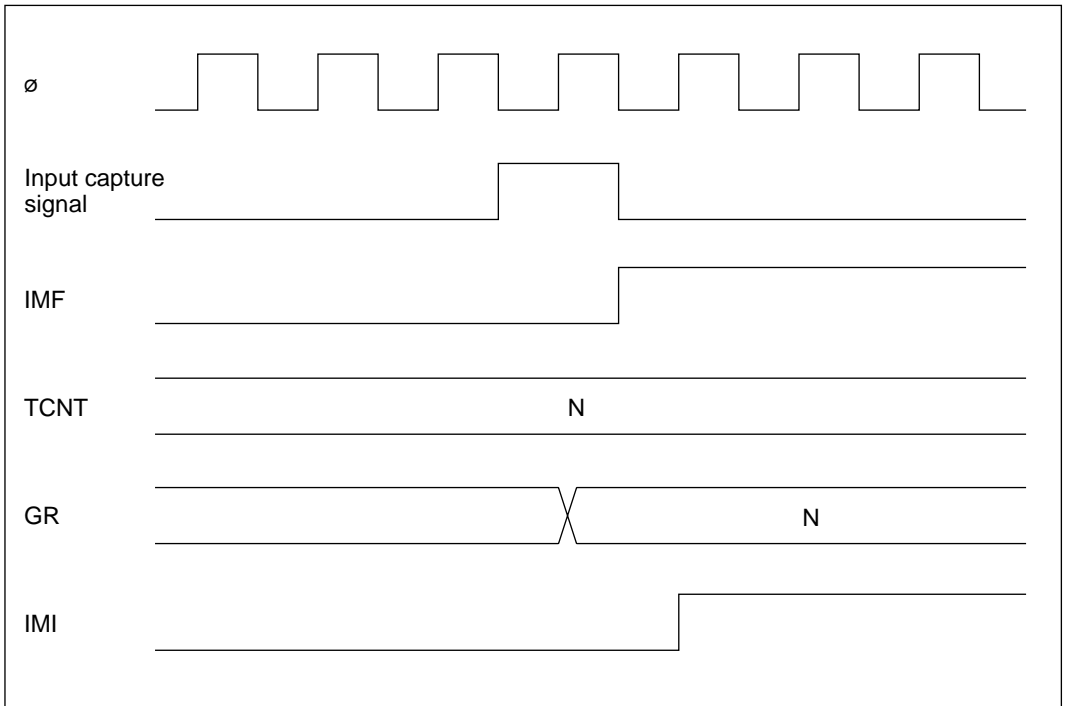 ø
Input capture
signal
IMF
TCNT
N
GR
N
IMI